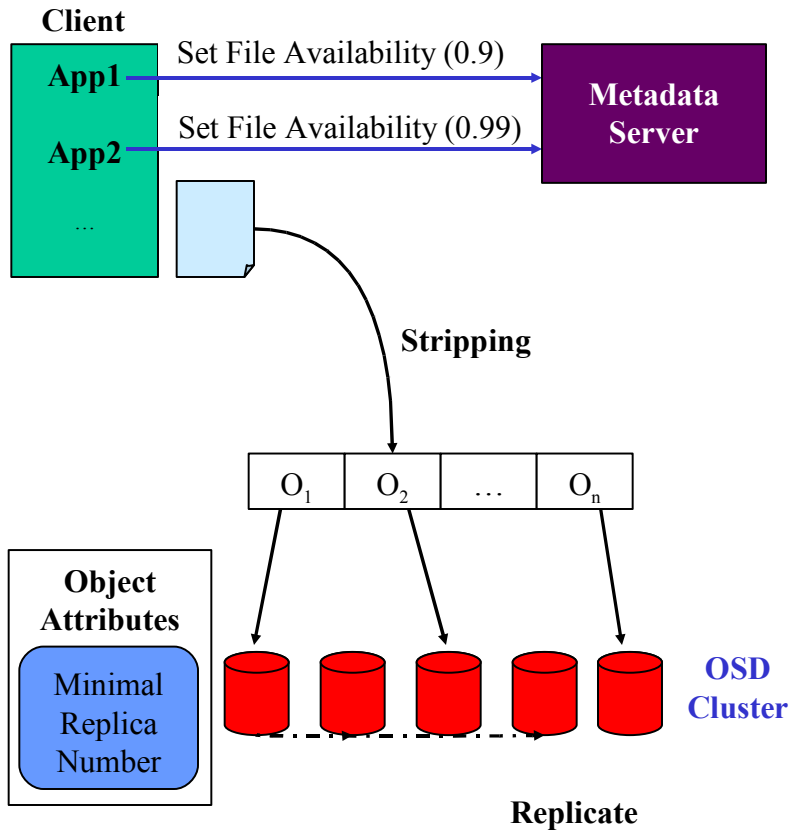 Client
App1
Set File Availability (0.9)
Metadata
Server
App2
Set File Availability (0.99)
...
Stripping
O1
O2
…
On
Object
Attributes
Minimal
Replica
Number
OSD
Cluster
Replicate